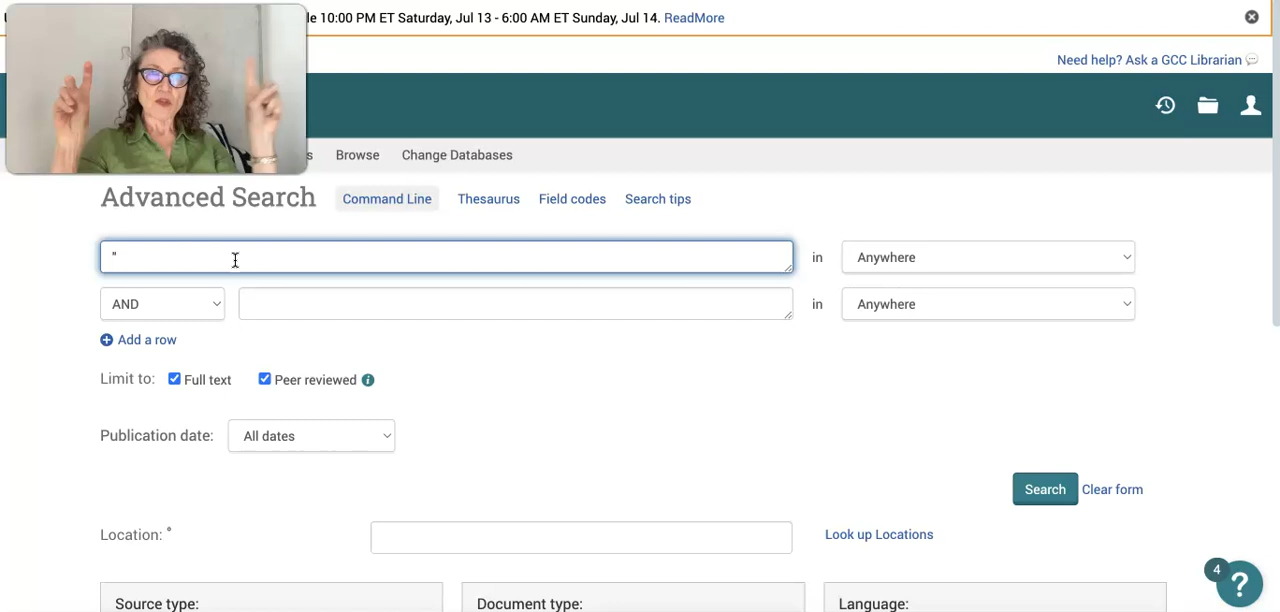 le 10:00 PM ET Saturday, Jul 13 - 6:00 AM ET Sunday, Jul 14. ReadMore
Need help? Ask a GCC Librarian
s Browse Change Databases
Advanced Search Command Line Thesaurus Field codes Search tips
" in Anywhere
AND in Anywhere
Add a row
Limit to: Full text Peer reviewed i
Publication date: All dates
Search Clear form
Location: Look up Locations
4 ?
Source type: Document type: Language: